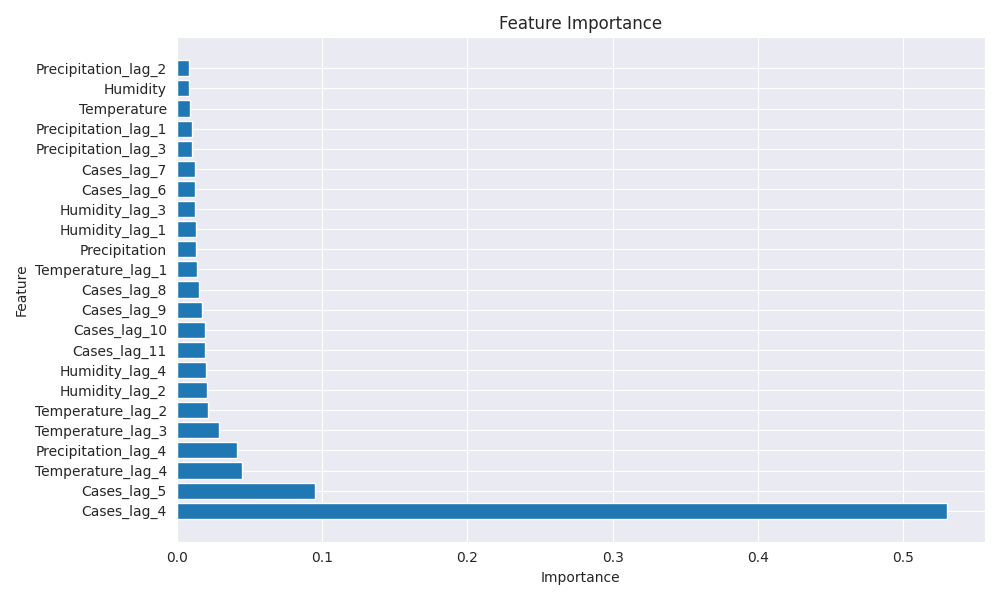 Feature Importance
Precipitation_lag_2
Humidity
Temperature
Precipitation_lag_1
Precipitation_lag_3
Cases_lag_7
Cases_lag_6
Humidity_lag_3
Humidity_lag_1
Precipitation
Temperature_lag_1
Cases_lag_8
Cases_lag_9
Cases_lag_10
Cases_lag_11
Humidity_lag_4
Humidity_lag_2
Temperature_lag_2
Temperature_lag_3
Precipitation_lag_4
Temperature_lag_4
Cases_lag_5
Cases_lag_4
Feature
0.0 0.1 0.2 0.3 0.4 0.5
Importance